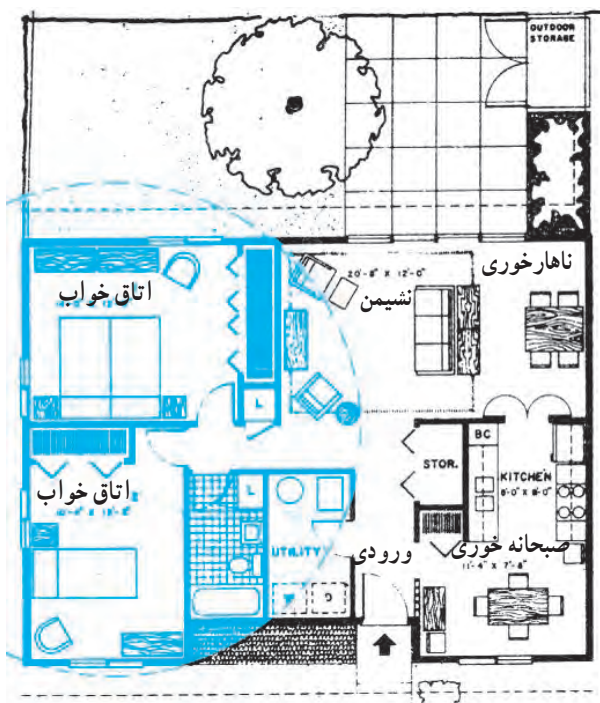 OUTDOOR
STORAGE
ناهارخوری
20'-8" X 12'-0"
نشیمن
اتاق خواب
L
BC
STOR.
KITCHEN
8'-0" X 9'-0"
اتاق خواب
L
UTILITY
ورودی
صبحانه خوری
11'-4" X 7'-8"
D